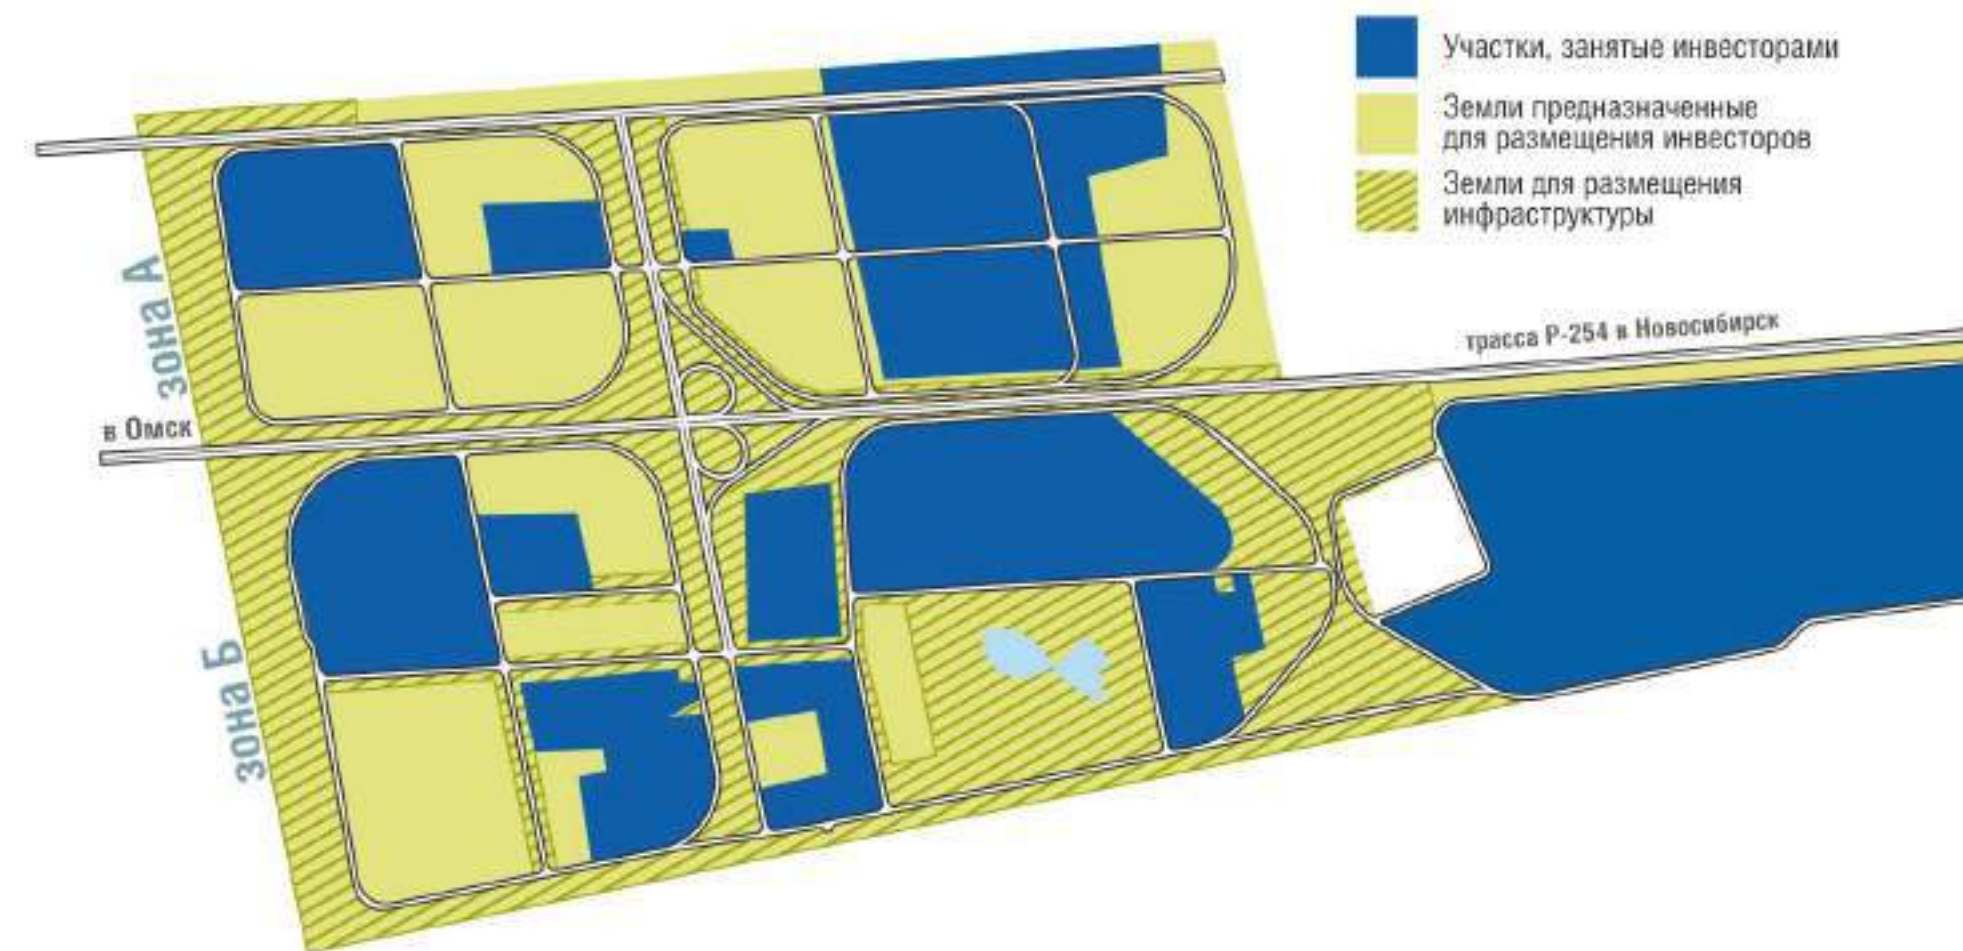 Участки, занятые инвесторами
Земли предназначенные
для размещения инвесторов
Земли для размещения
инфраструктуры
зона А
трасса Р-254 в Новосибирск
в Омск
зона Б